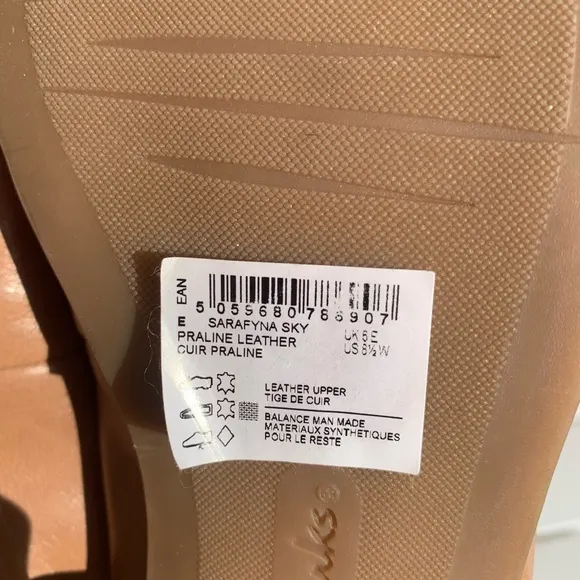 EAN
5 059680 788907
E SARAFYNA SKY
PRALINE LEATHER UK 6 E
CUIR PRALINE US 8½ W
LEATHER UPPER
TIGE DE CUIR
BALANCE MAN MADE
MATERIAUX SYNTHETIQUES
POUR LE RESTE